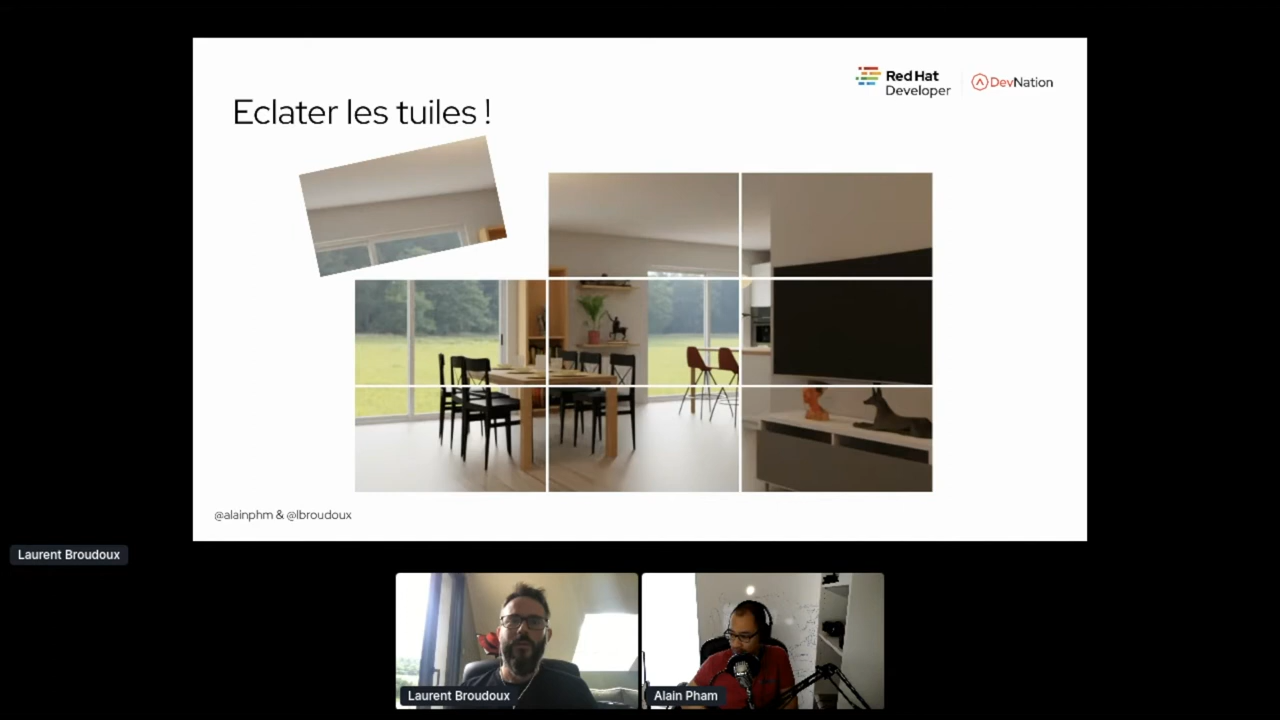 Red Hat
Developer
DevNation
Eclater les tuiles !
@alainphm & @lbroudoux
Laurent Broudoux
Laurent Broudoux
Alain Pham